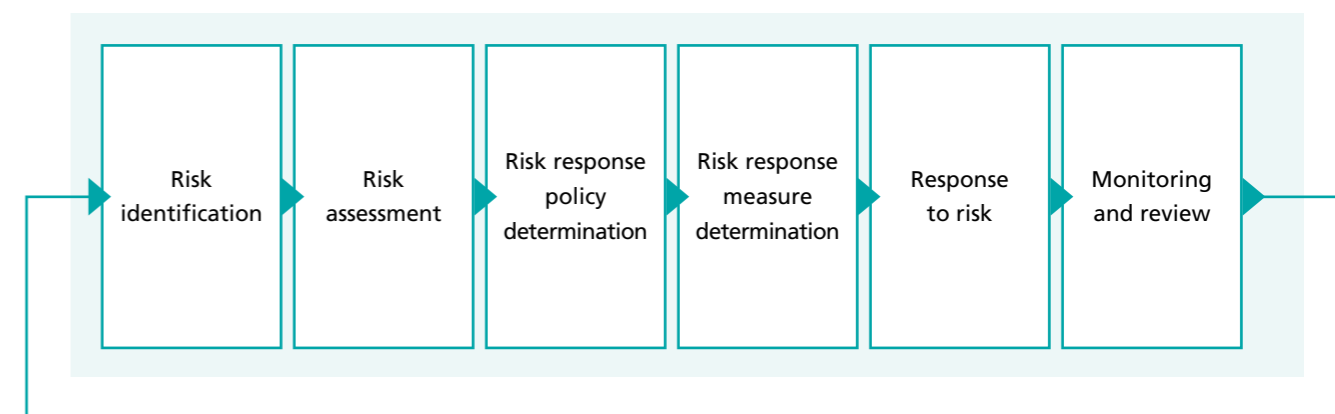 Risk
identification
Risk
assessment
Risk response
policy
determination
Risk response
measure
determination
Response
to risk
Monitoring
and review